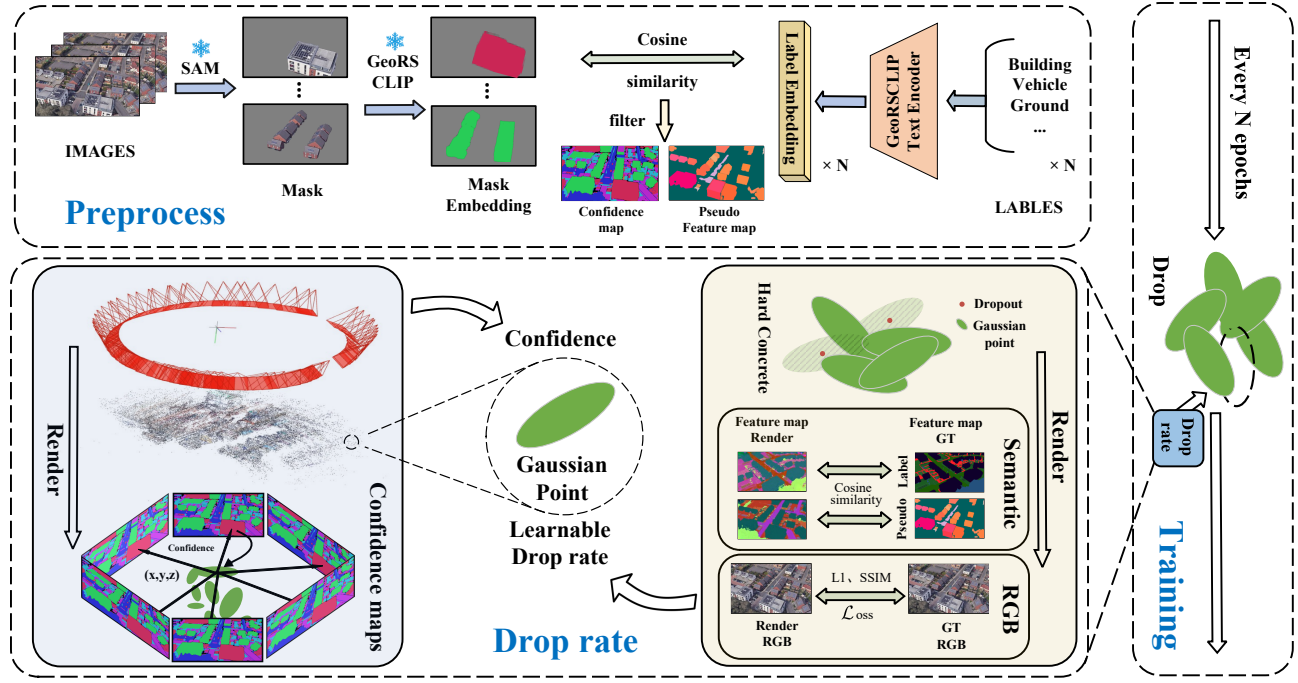 IMAGES
SAM
Mask
GeoRS
CLIP
Mask
Embedding
Cosine
similarity
filter
Confidence
map
Pseudo
Feature map
Label Embedding
× N
GeoRSCLIP
Text Encoder
Building
Vehicle
Ground
...
× N
LABLES
Preprocess
Render
Confidence
(x,y,z)
Confidence maps
Confidence
Gaussian
Point
Learnable
Drop rate
Drop rate
Hard Concrete
Dropout
Gaussian
point
Render
Feature map
Render
Feature map
GT
Label
Cosine
similarity
Pseudo
Semantic
L1、SSIM
ℒoss
Render
RGB
GT
RGB
RGB
Every N epochs
Drop
Drop
rate
Training